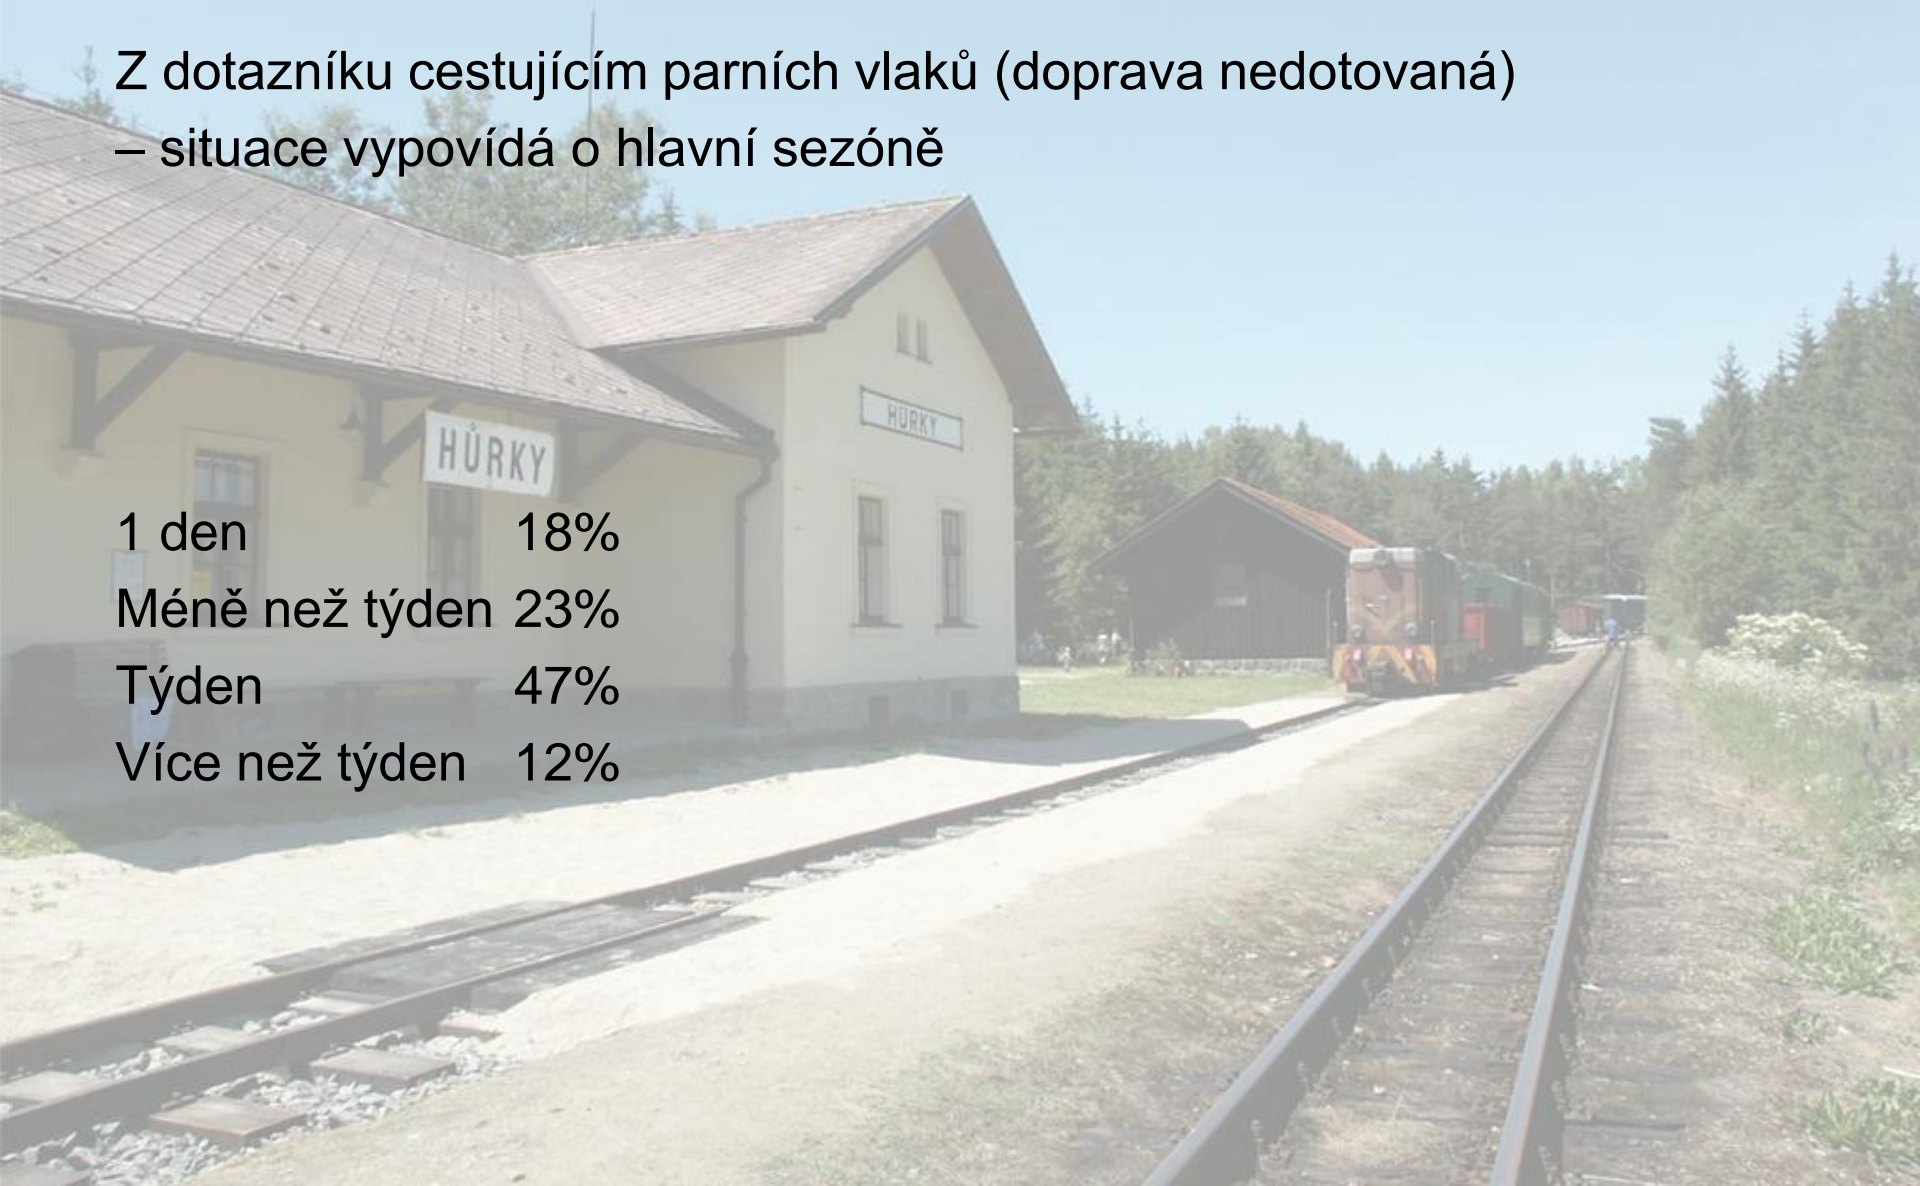 Z dotazníku cestujícím parních vlaků (doprava nedotovaná)
– situace vypovídá o hlavní sezóně
HŮRKY
HŮRKY
1 den 18%
Méně než týden 23%
Týden 47%
Více než týden 12%